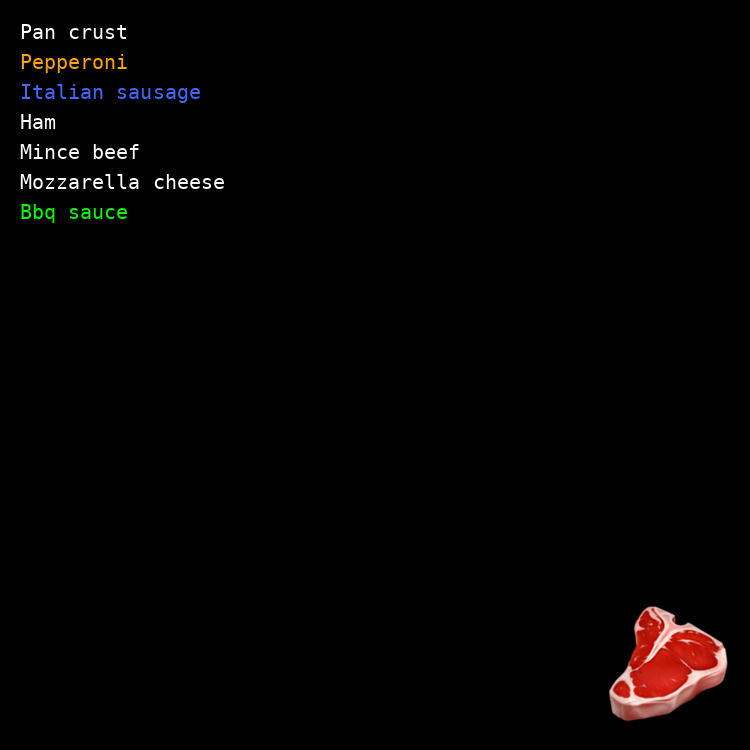 Pan crust
Pepperoni
Italian sausage
Ham
Mince beef
Mozzarella cheese
Bbq sauce